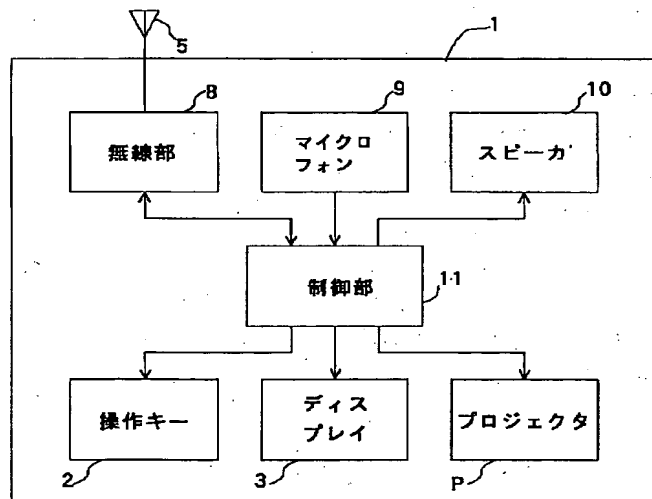 5
1
8
9
10
無線部
マイクロ
フォン
スピーカ
制御部
11
操作キー
ディス
プレイ
プロジェクタ
2
3
P